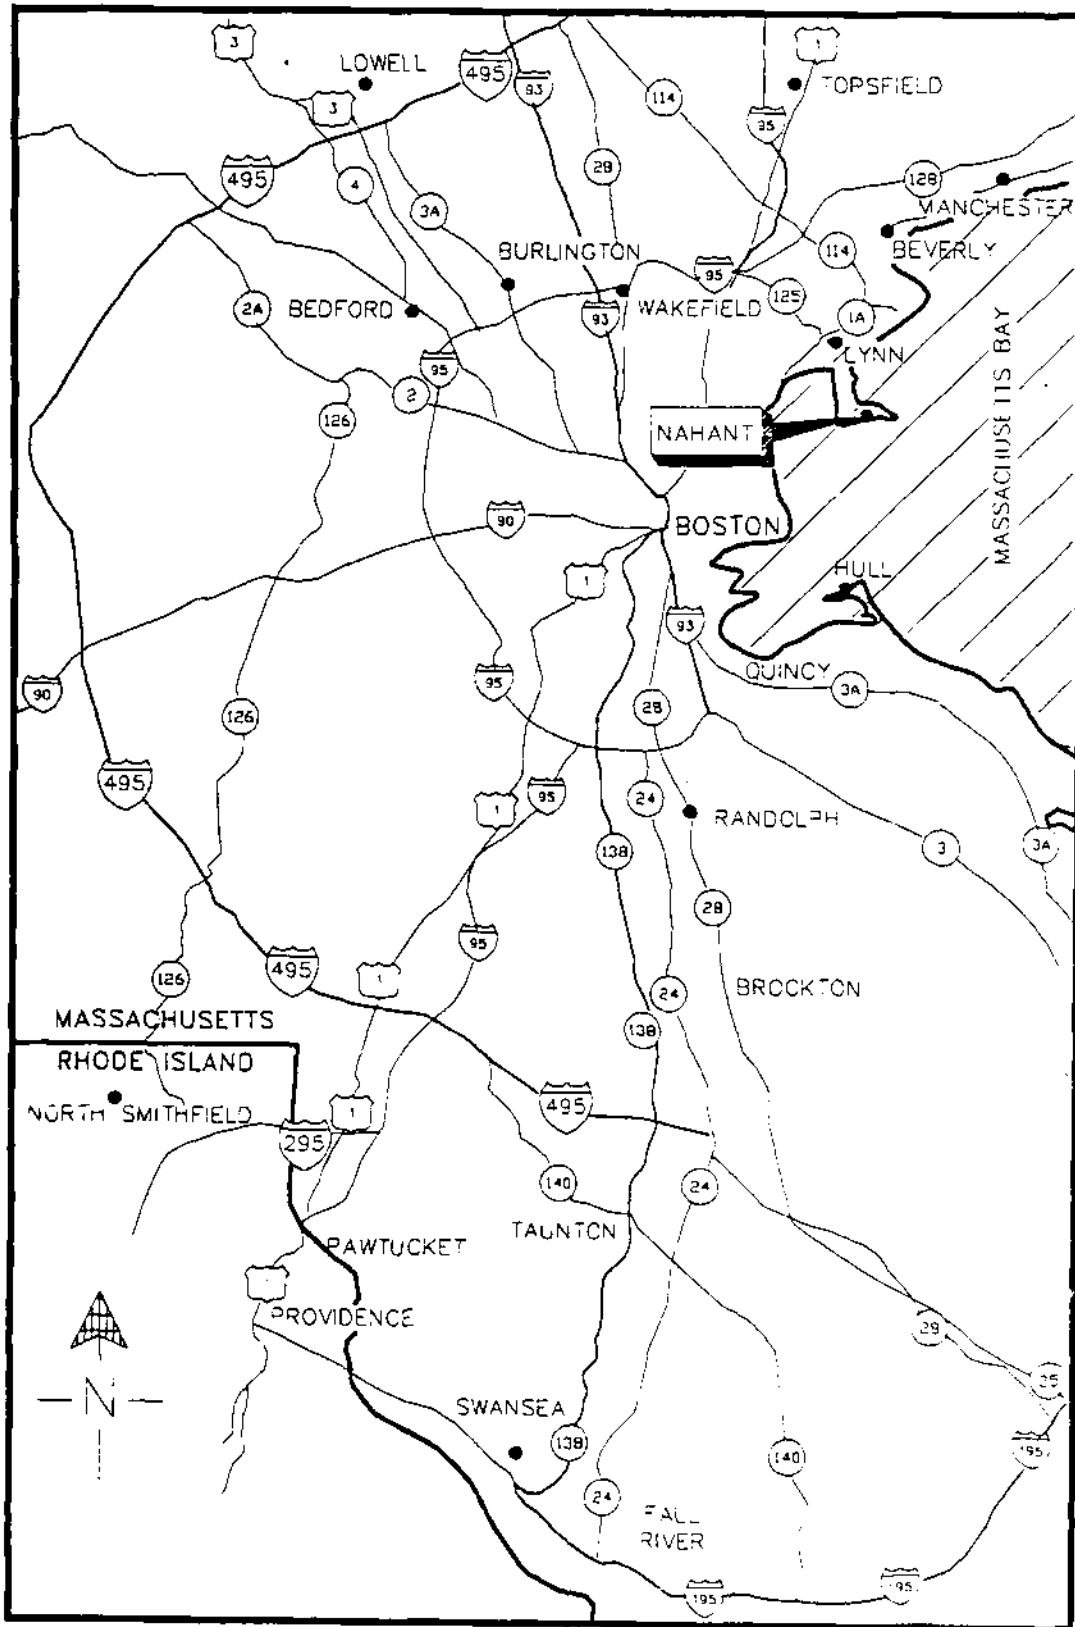 3
LOWELL
495
93
1
TOPSFIELD
3
114
95
28
495
4
128
3A
MANCHESTER
BURLINGTON
114
BEVERLY
95
2A
BEDFORD
93
WAKEFIELD
125
1A
LYNN
95
2
126
NAHANT
MASSACHUSETTS BAY
90
BOSTON
1
HULL
93
90
95
QUINCY
3A
126
28
495
95
1
24
RANDOLPH
138
3
3A
28
95
495
126
1
24
BROCKTON
MASSACHUSETTS
138
RHODE ISLAND
NORTH SMITHFIELD
1
495
295
140
24
TAUNTON
PAWTUCKET
PROVIDENCE
28
25
N
SWANSEA
138
195
140
24
FALL
RIVER
195
195